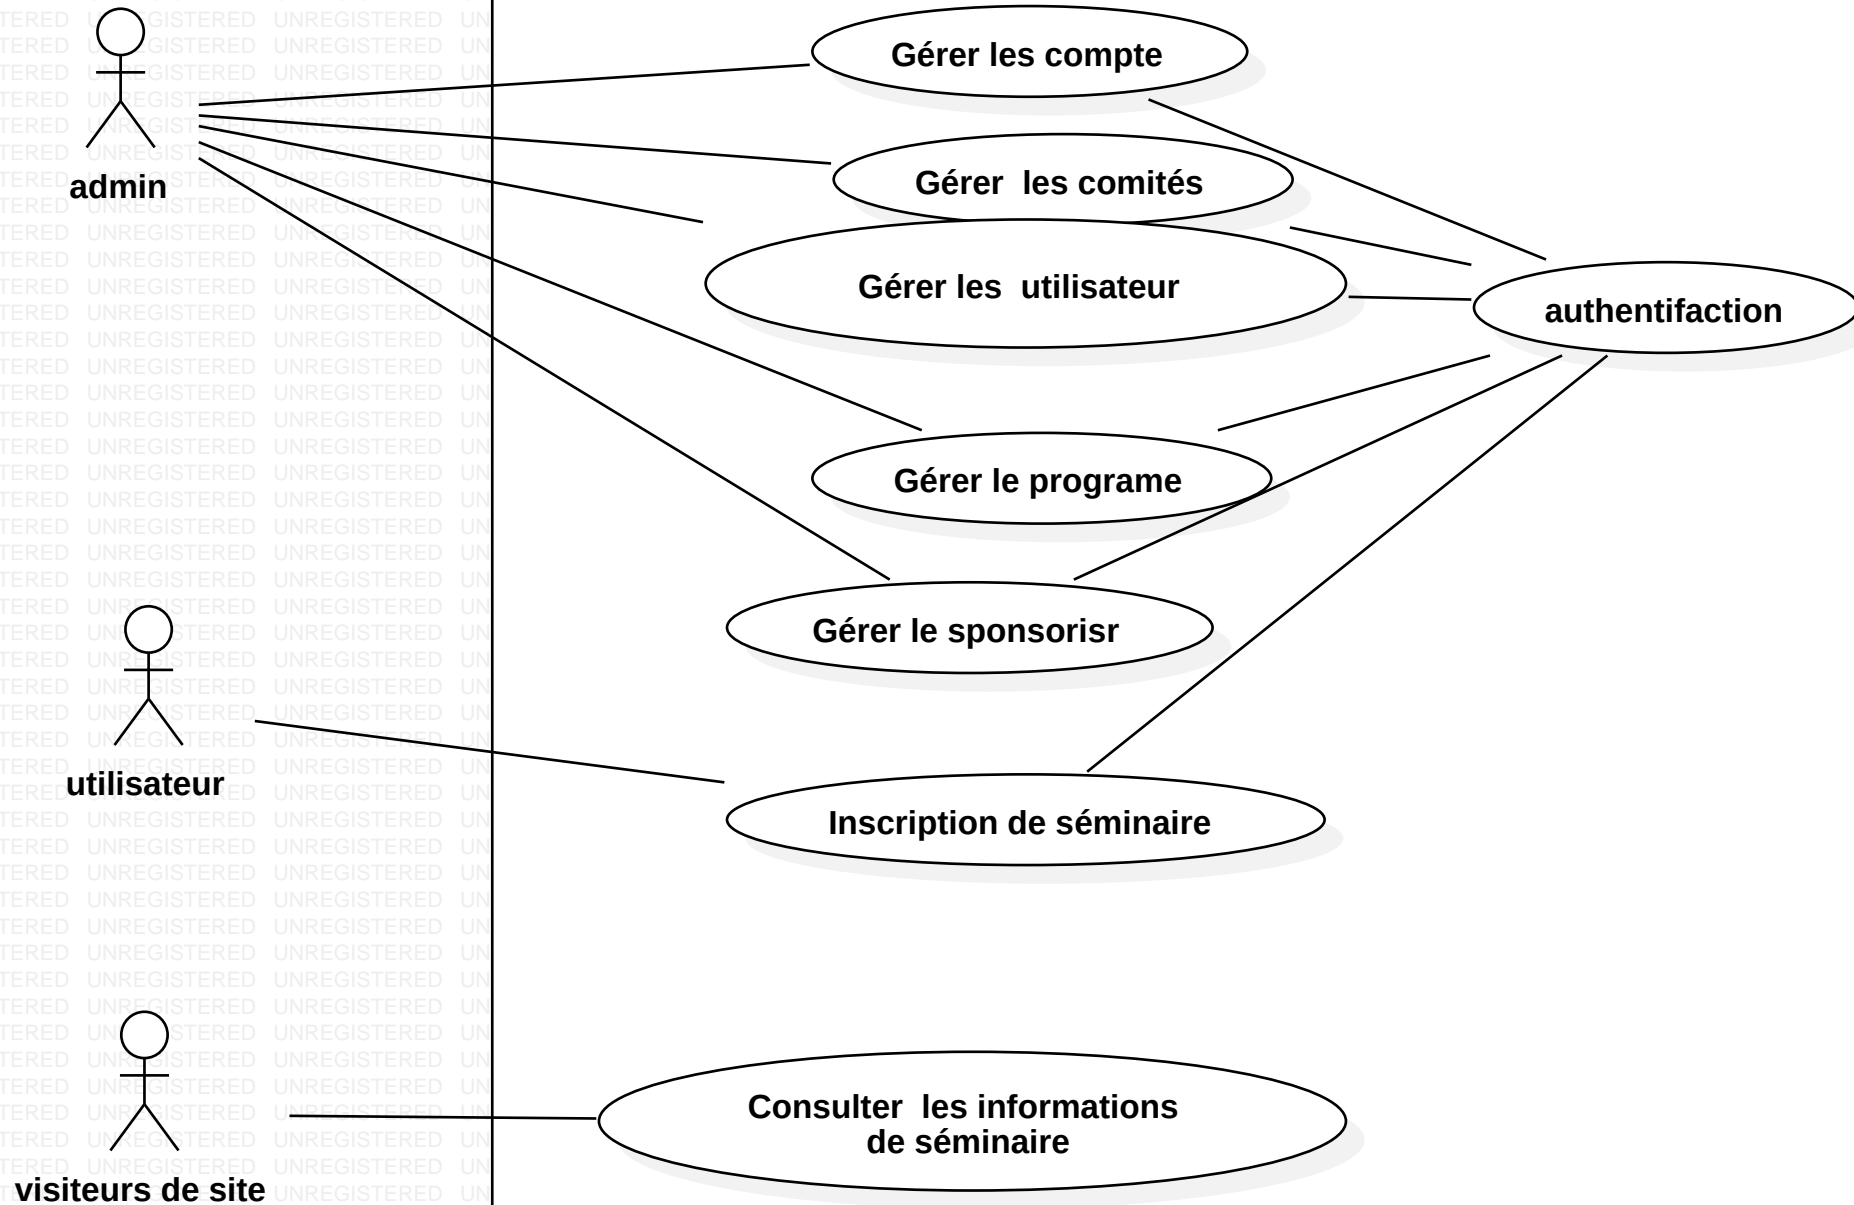 Gérer les compte
admin
Gérer les comités
Gérer les utilisateur
authentifaction
Gérer le programe
Gérer le sponsorisr
utilisateur
Inscription de séminaire
Consulter les informations
de séminaire
visiteurs de site
UNREGISTERED